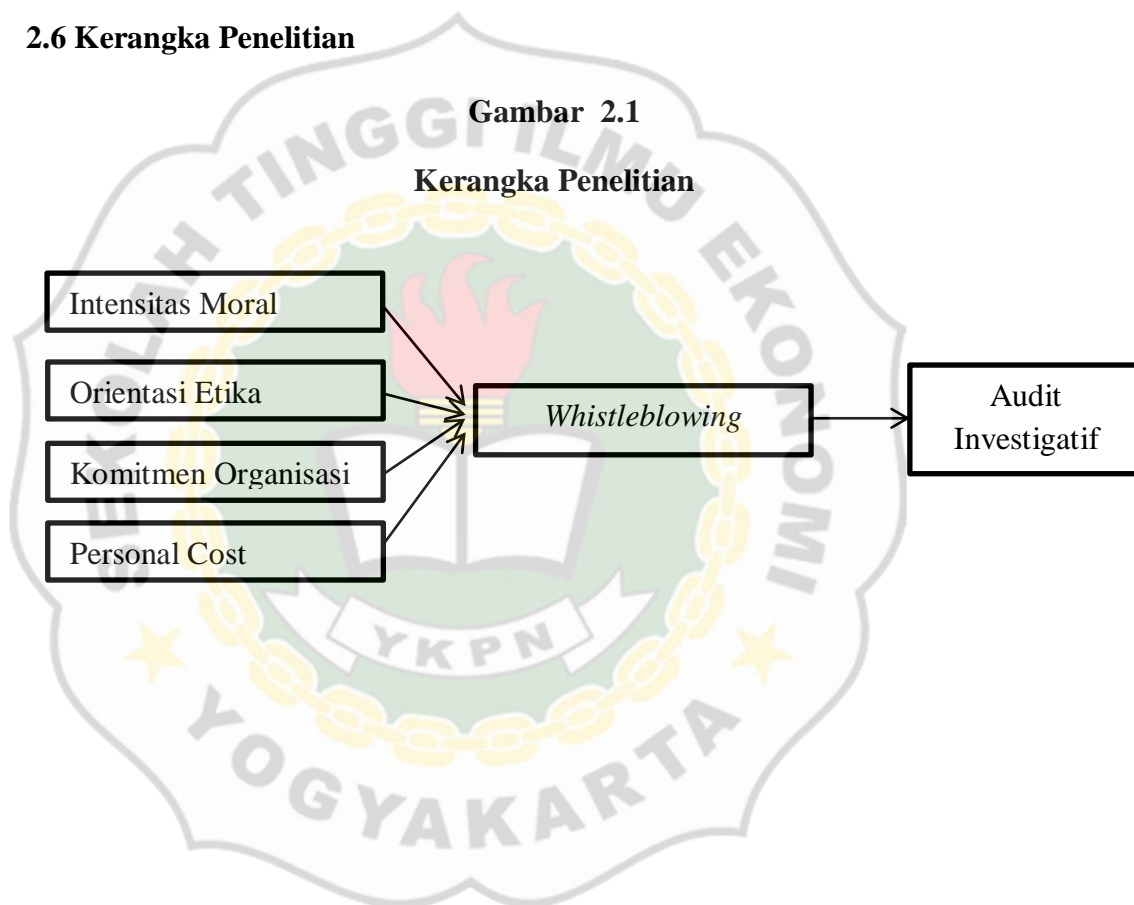 2.6 Kerangka Penelitian
Gambar 2.1
Kerangka Penelitian
Intensitas Moral
Orientasi Etika
Komitmen Organisasi
Personal Cost
Whistleblowing
Audit
Investigatif
SEKOLAH TINGGI ILMU EKONOMI
YKPN
YOGYAKARTA